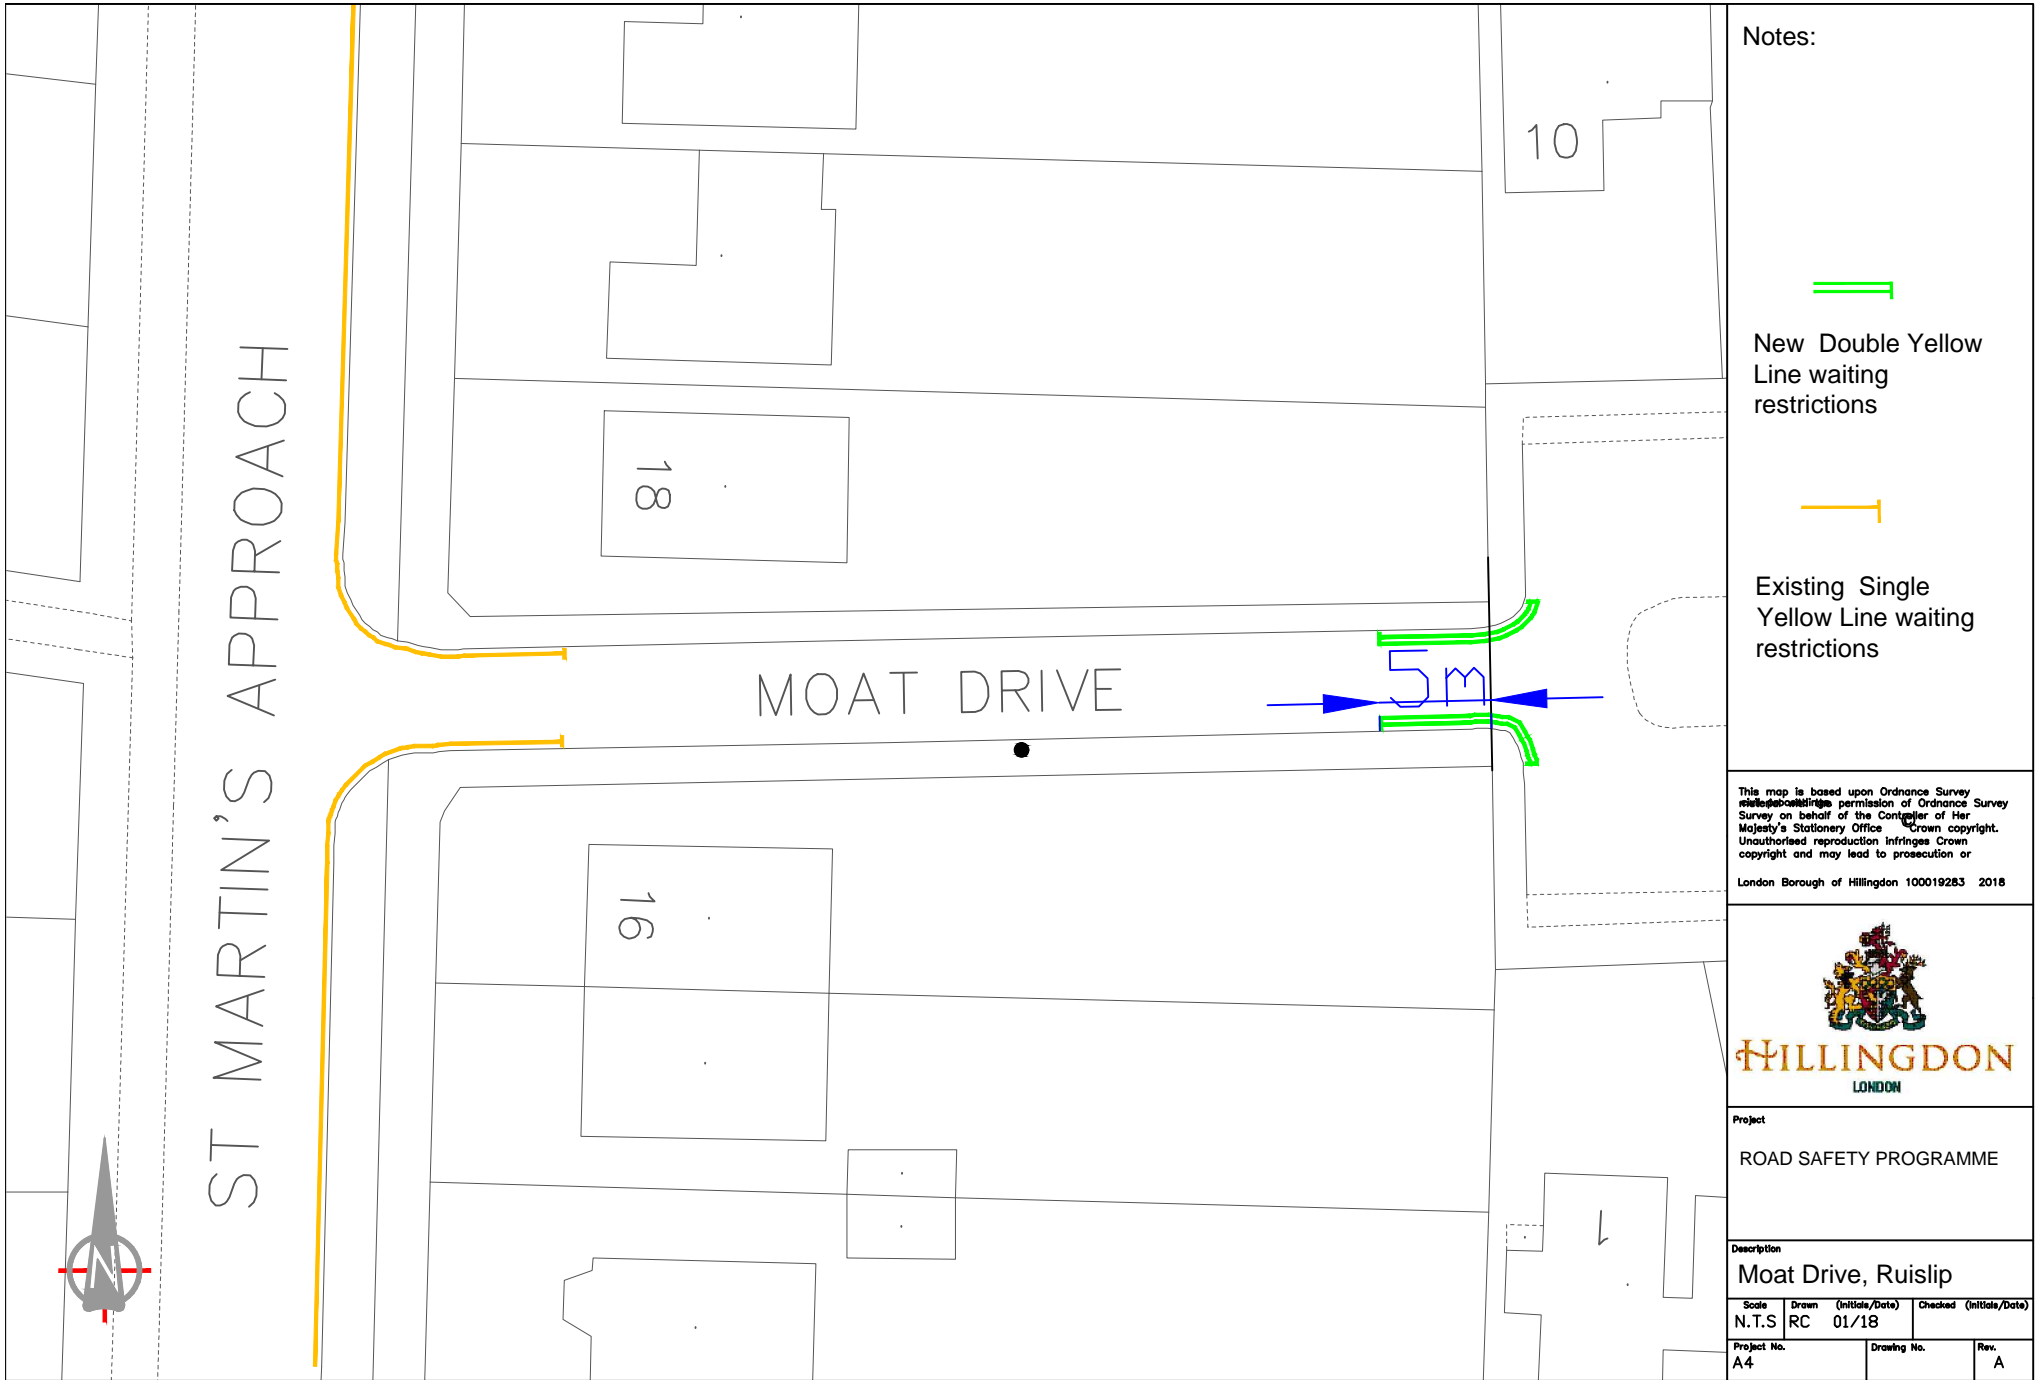 ST MARTIN'S APPROACH
MOAT DRIVE
10
18
16
1
5m
N
Notes:
New Double Yellow
Line waiting
restrictions
Existing Single
Yellow Line waiting
restrictions
This map is based upon Ordnance Survey
permission of Ordnance Survey
Survey on behalf of the Controller of Her
Majesty's Stationery Office © Crown copyright.
Unauthorised reproduction infringes Crown
copyright and may lead to prosecution or
London Borough of Hillingdon 100019283 2018
HILLINGDON
LONDON
Project
ROAD SAFETY PROGRAMME
Description
Moat Drive, Ruislip
Scale Drawn (Initials/Date) Checked (Initials/Date)
N.T.S RC 01/18
Project No. Drawing No. Rev.
A4 A